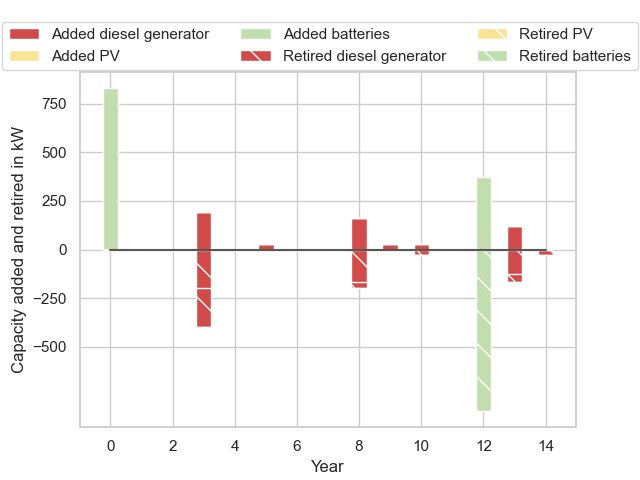 Added diesel generator Added batteries Retired PV
Added PV Retired diesel generator Retired batteries
750
500
250
0
−250
−500
Capacity added and retired in kW
0 2 4 6 8 10 12 14
Year